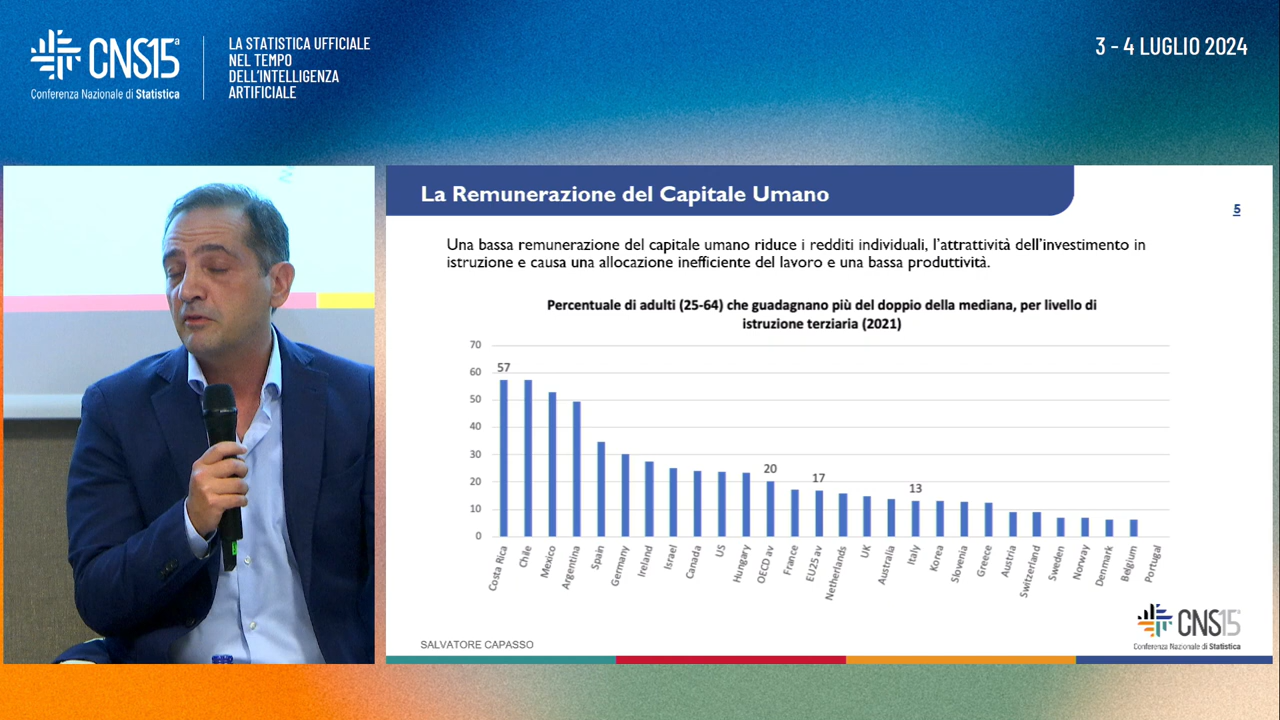 CNS15ª
Conferenza Nazionale di Statistica
LA STATISTICA UFFICIALE
NEL TEMPO
DELL'INTELLIGENZA
ARTIFICIALE
3 - 4 LUGLIO 2024
La Remunerazione del Capitale Umano
5
Una bassa remunerazione del capitale umano riduce i redditi individuali, l'attrattività dell'investimento in
istruzione e causa una allocazione inefficiente del lavoro e una bassa produttività.
Percentuale di adulti (25-64) che guadagnano più del doppio della mediana, per livello di
istruzione terziaria (2021)
70
60
50
40
30
20
10
0
57
20
17
13
Costa Rica
Chile
Mexico
Argentina
Spain
Germany
Ireland
Israel
Canada
US
Hungary
OECD av
France
EU25 av
Netherlands
UK
Australia
Italy
Korea
Slovenia
Greece
Austria
Switzerland
Sweden
Norway
Denmark
Belgium
Portugal
SALVATORE CAPASSO
CNS15ª
Conferenza Nazionale di Statistica